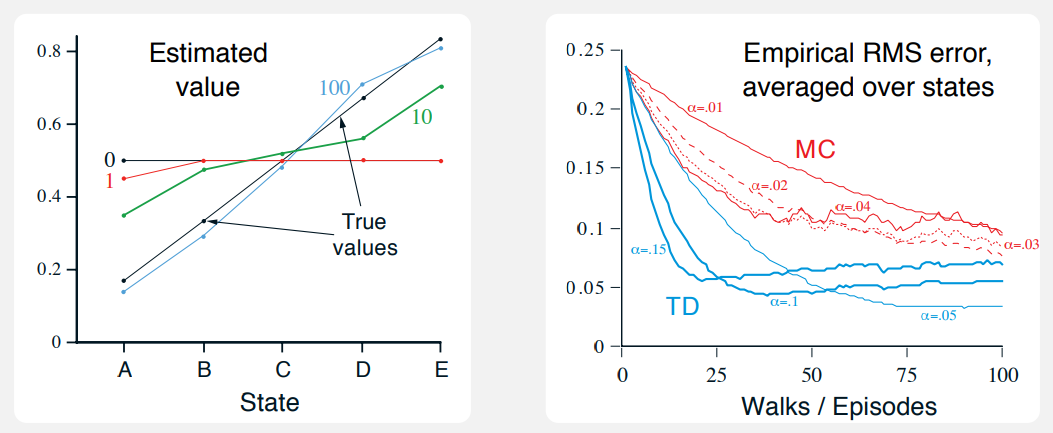 Estimated
value
0.8
0.6
0.4
0.2
0
100
10
0
1
True
values
A B C D E
State
Empirical RMS error,
averaged over states
0.25
0.2
0.15
0.1
0.05
0
α=.01
MC
α=.02
α=.04
α=.03
α=.15
TD
α=.1
α=.05
0 25 50 75 100
Walks / Episodes